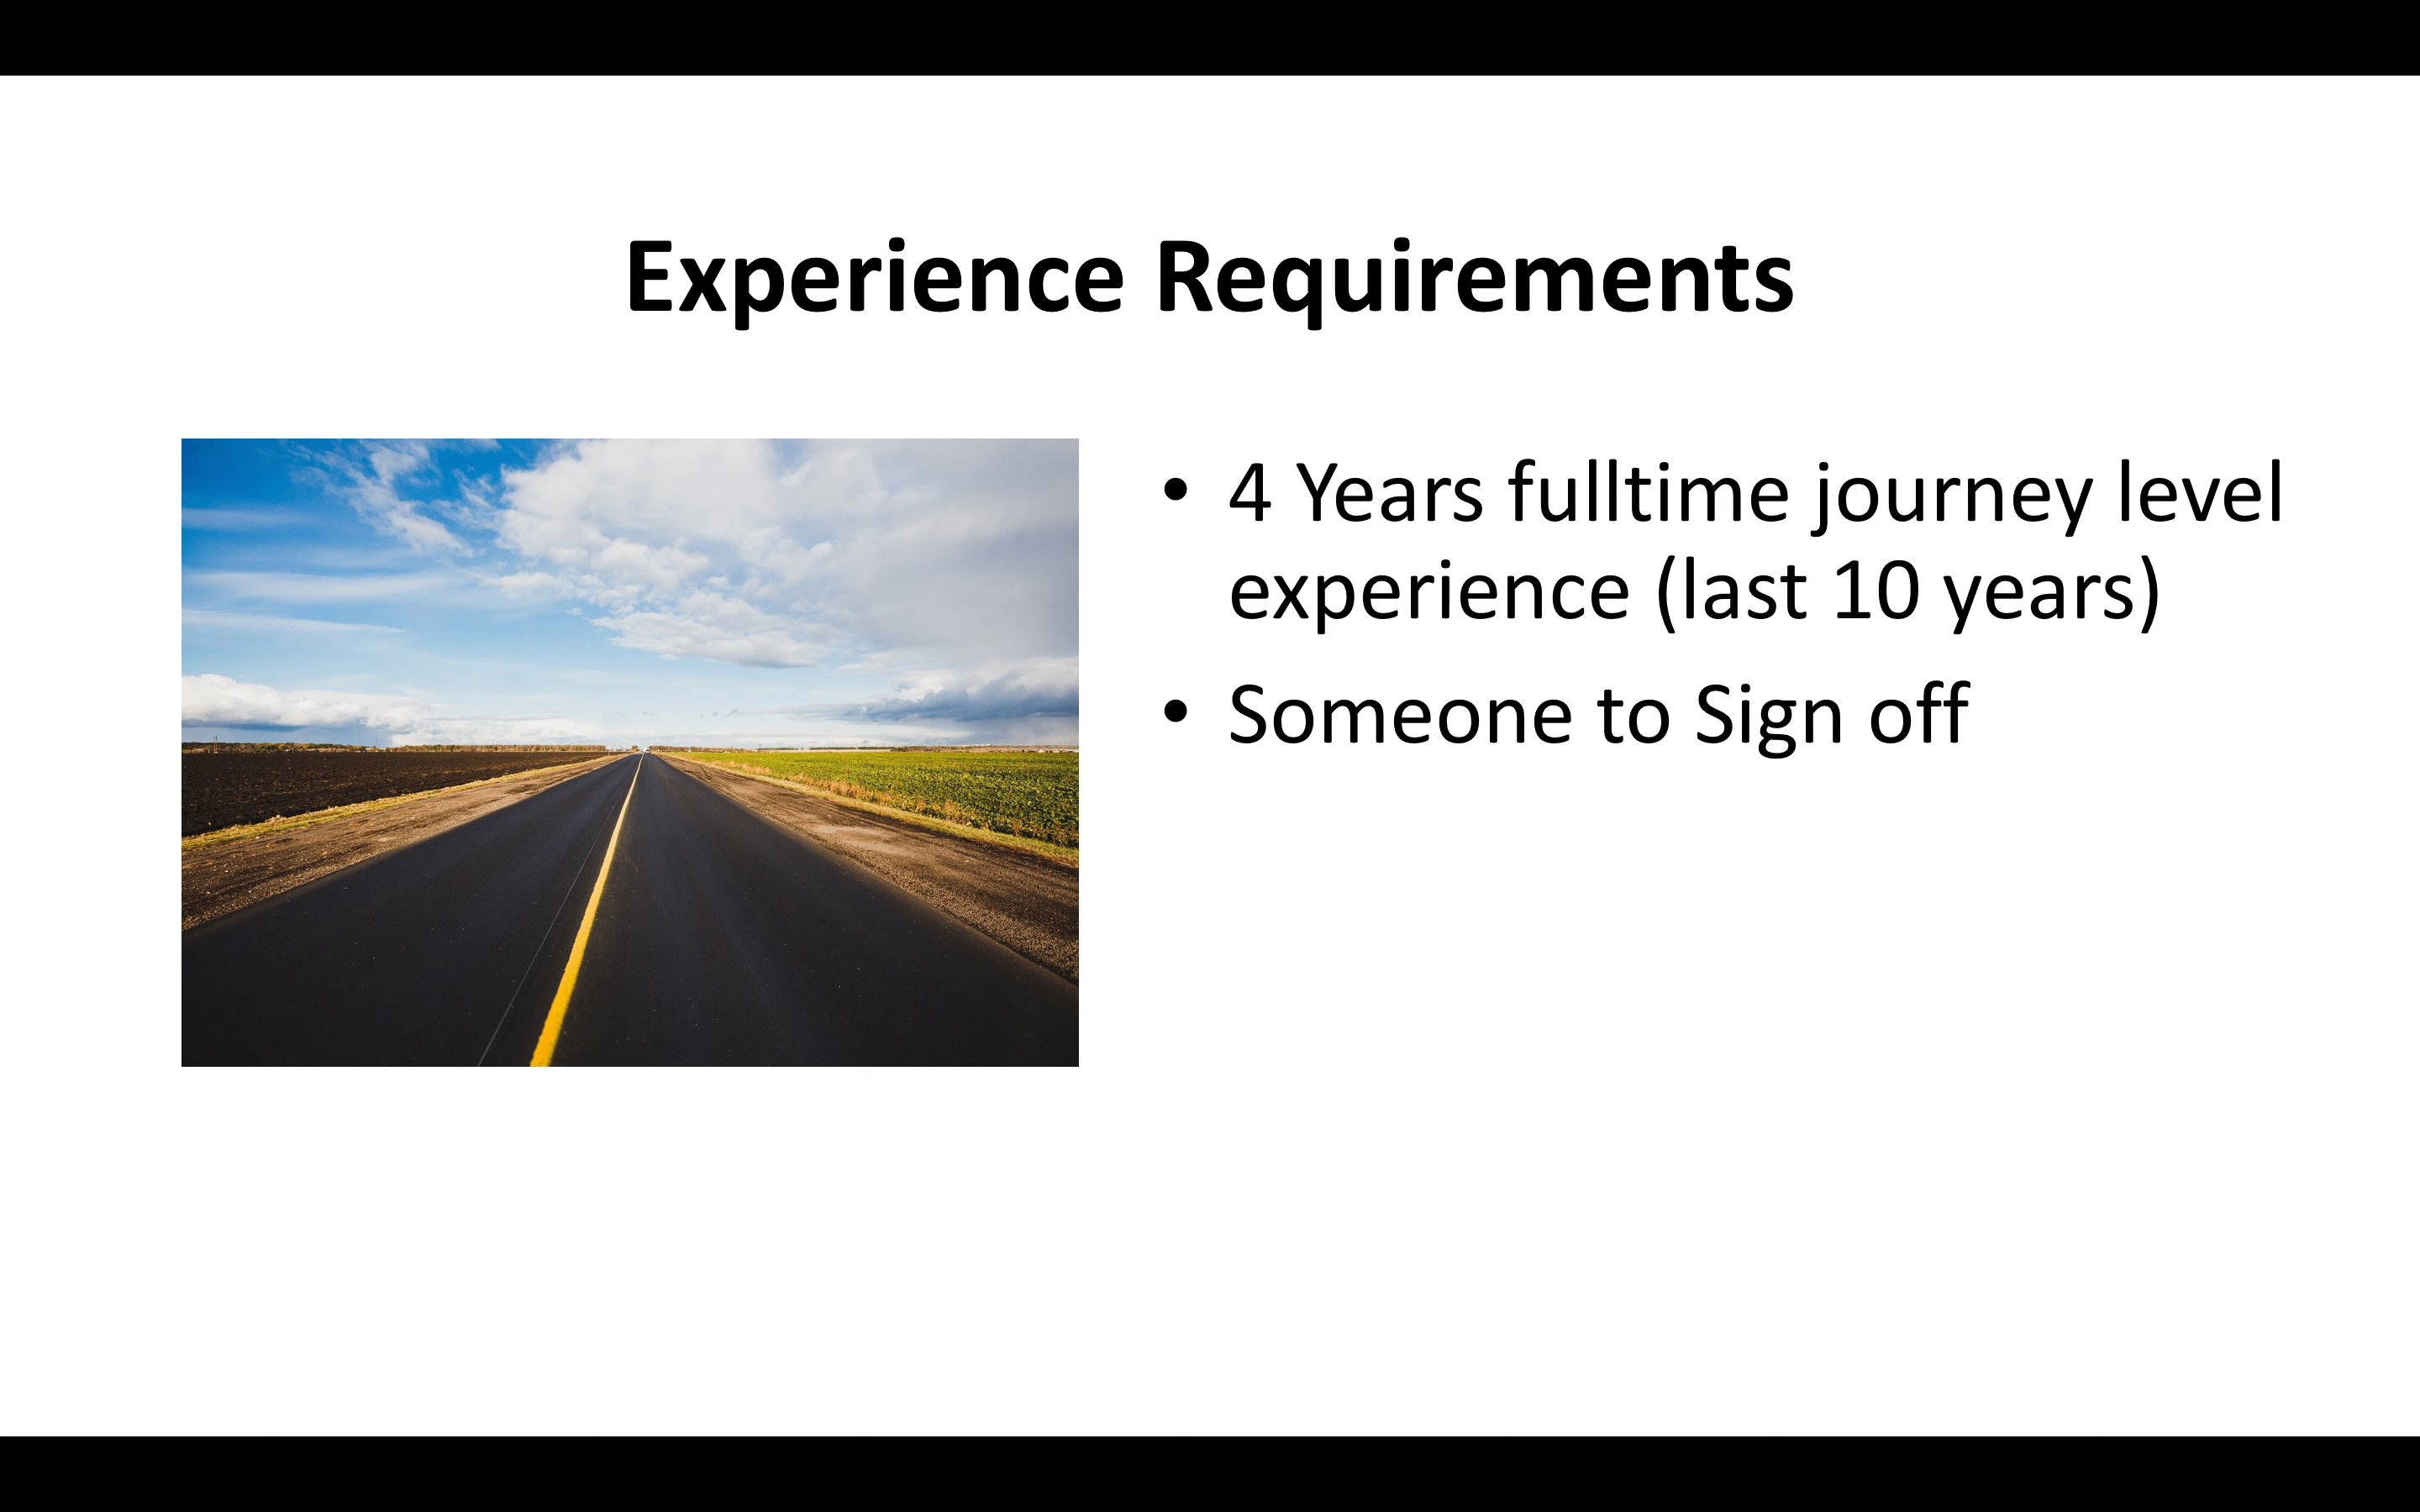 Experience Requirements
• 4 Years fulltime journey level
experience (last 10 years)
• Someone to Sign off